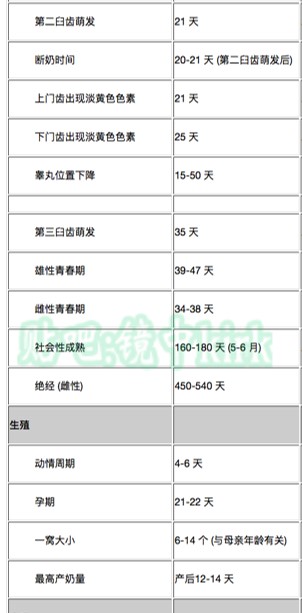 第二臼齿萌发 21 天
断奶时间 20-21 天 (第二臼齿萌发后)
上门齿出现淡黄色色素 21 天
下门齿出现淡黄色色素 25 天
睾丸位置下降 15-50 天
第三臼齿萌发 35 天
雄性青春期 39-47 天
雌性青春期 34-38 天
社会性成熟 160-180 天 (5-6 月)
绝经 (雌性) 450-540 天
生殖
动情周期 4-6 天
孕期 21-22 天
一窝大小 6-14 个 (与母亲年龄有关)
最高产奶量 产后12-14 天